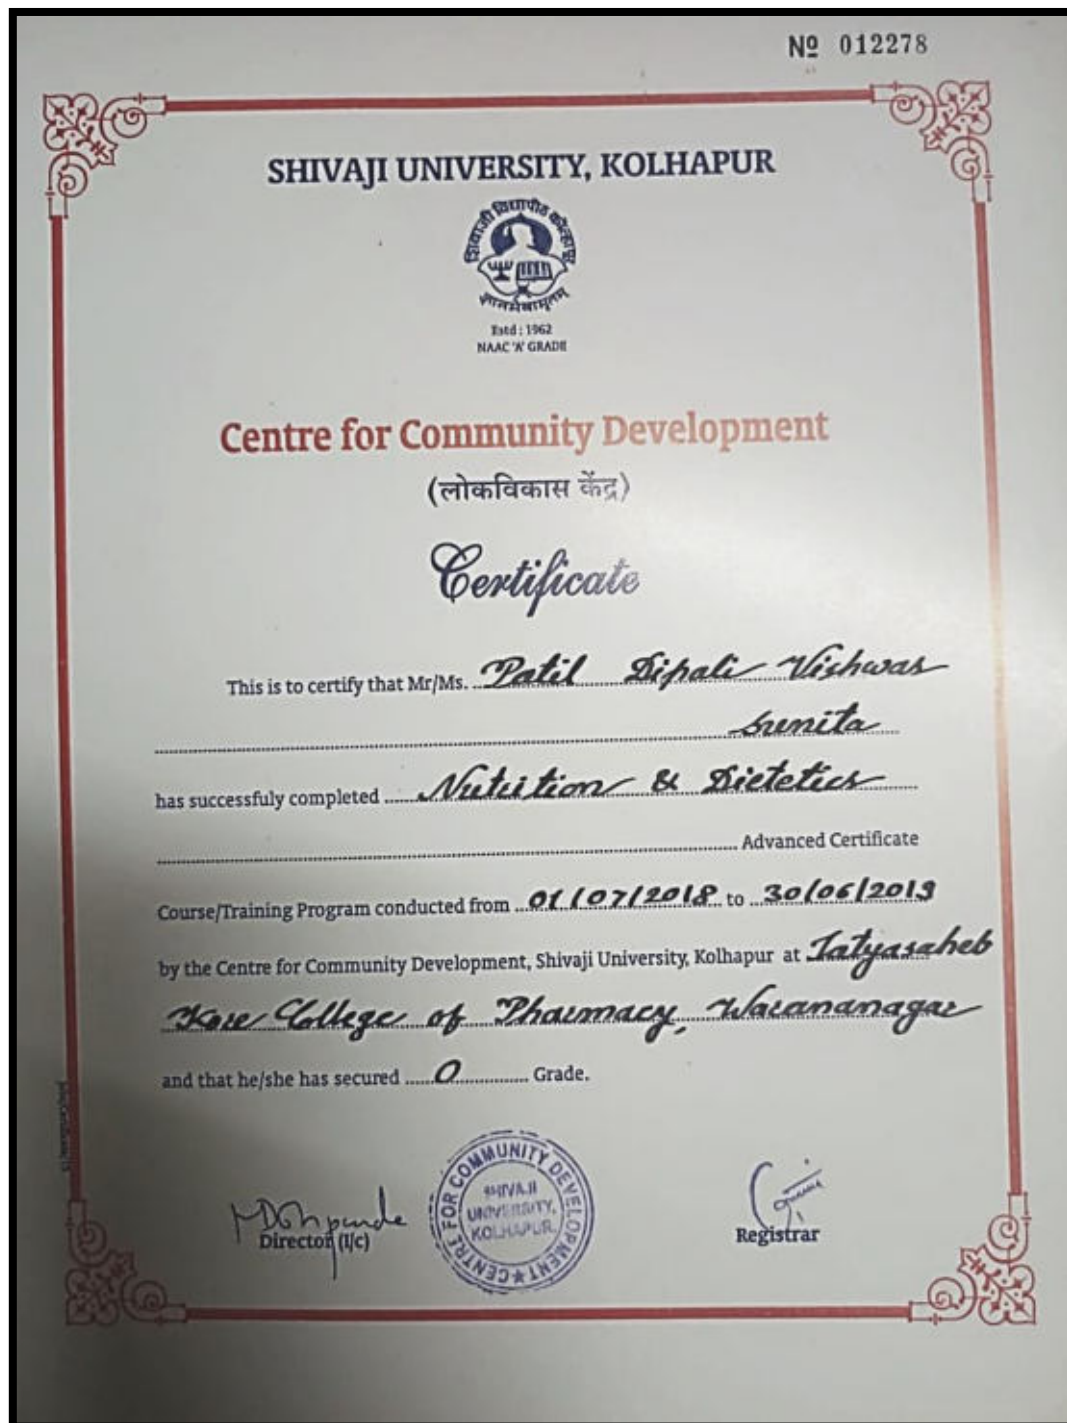 Nº 012278
SHIVAJI UNIVERSITY, KOLHAPUR
शिवाजी विद्यापीठ कोल्हापूर
ज्ञानमेवामृतम्
Estd : 1962
NAAC 'A' GRADE
Centre for Community Development
(लोकविकास केंद्र)
Certificate
This is to certify that Mr/Ms. Patil Dipali Vishwas
Sunita
has successfuly completed Nutrition & Dietetics
Advanced Certificate
Course/Training Program conducted from 01/07/2018 to 30/06/2019
by the Centre for Community Development, Shivaji University, Kolhapur at Tatyasaheb
Kore College of Pharmacy, Warananagar
and that he/she has secured O Grade.
CENTRE FOR COMMUNITY DEVELOPMENT
SHIVAJI
UNIVERSITY,
KOLHAPUR.
Director (I/c)
Registrar